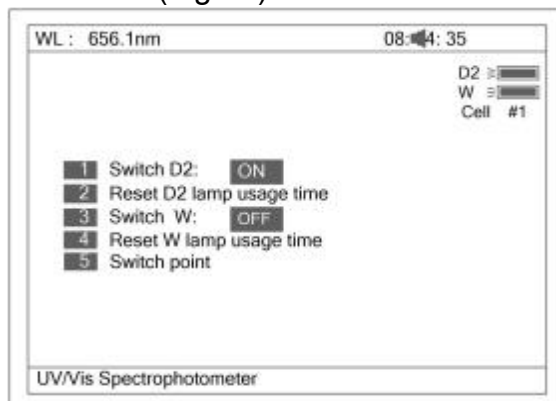 WL : 656.1nm 08: 4: 35
D2
W
Cell #1
1 Switch D2: ON
2 Reset D2 lamp usage time
3 Switch W: OFF
4 Reset W lamp usage time
5 Switch point
UV/Vis Spectrophotometer